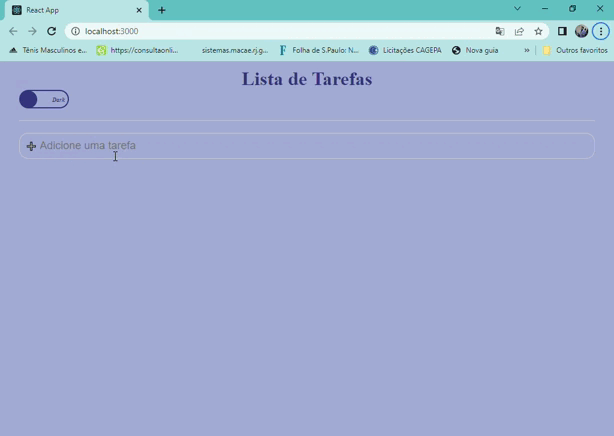 React App
localhost:3000
Tênis Masculinos e... https://consultaonli... sistemas.macae.rj.g... Folha de S.Paulo: N... Licitações CAGEPA Nova guia » Outros favoritos
Lista de Tarefas
Dark
Adicione uma tarefa